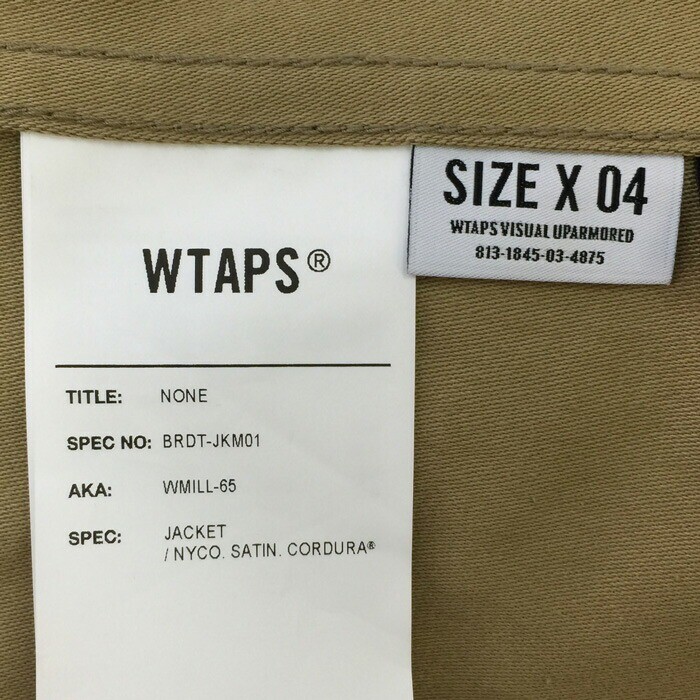 WTAPS®
TITLE: NONE
SPEC NO: BRDT-JKM01
AKA: WMILL-65
SPEC: JACKET
/ NYCO. SATIN. CORDURA®
SIZE X 04
WTAPS VISUAL UPARMORED
813-1845-03-4875